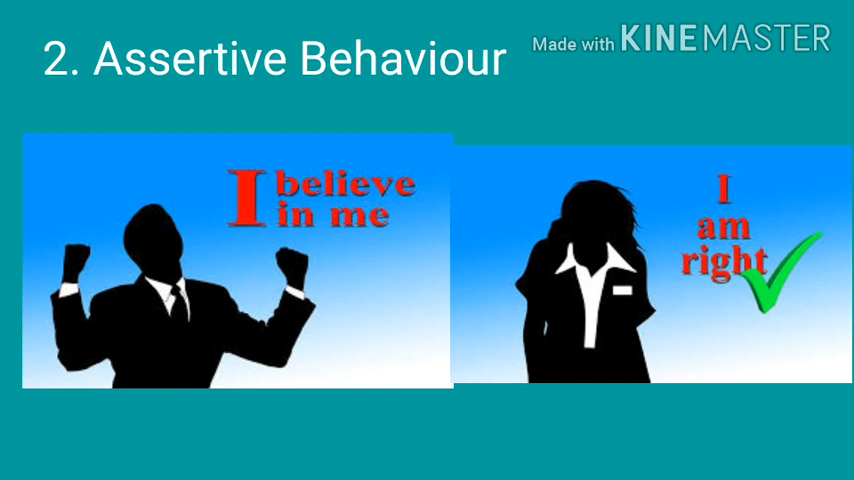 2. Assertive Behaviour
Made with KINEMASTER
I believe
in me
I
am
right